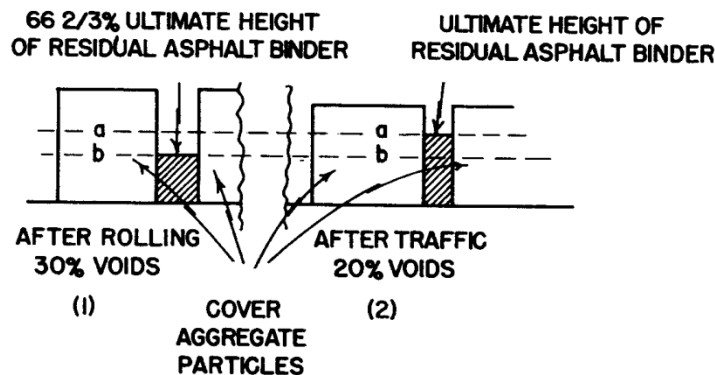 66 2/3% ULTIMATE HEIGHT
OF RESIDUAL ASPHALT BINDER
ULTIMATE HEIGHT OF
RESIDUAL ASPHALT BINDER
a
b
a
b
AFTER ROLLING
30% VOIDS
(1)
AFTER TRAFFIC
20% VOIDS
(2)
COVER
AGGREGATE
PARTICLES